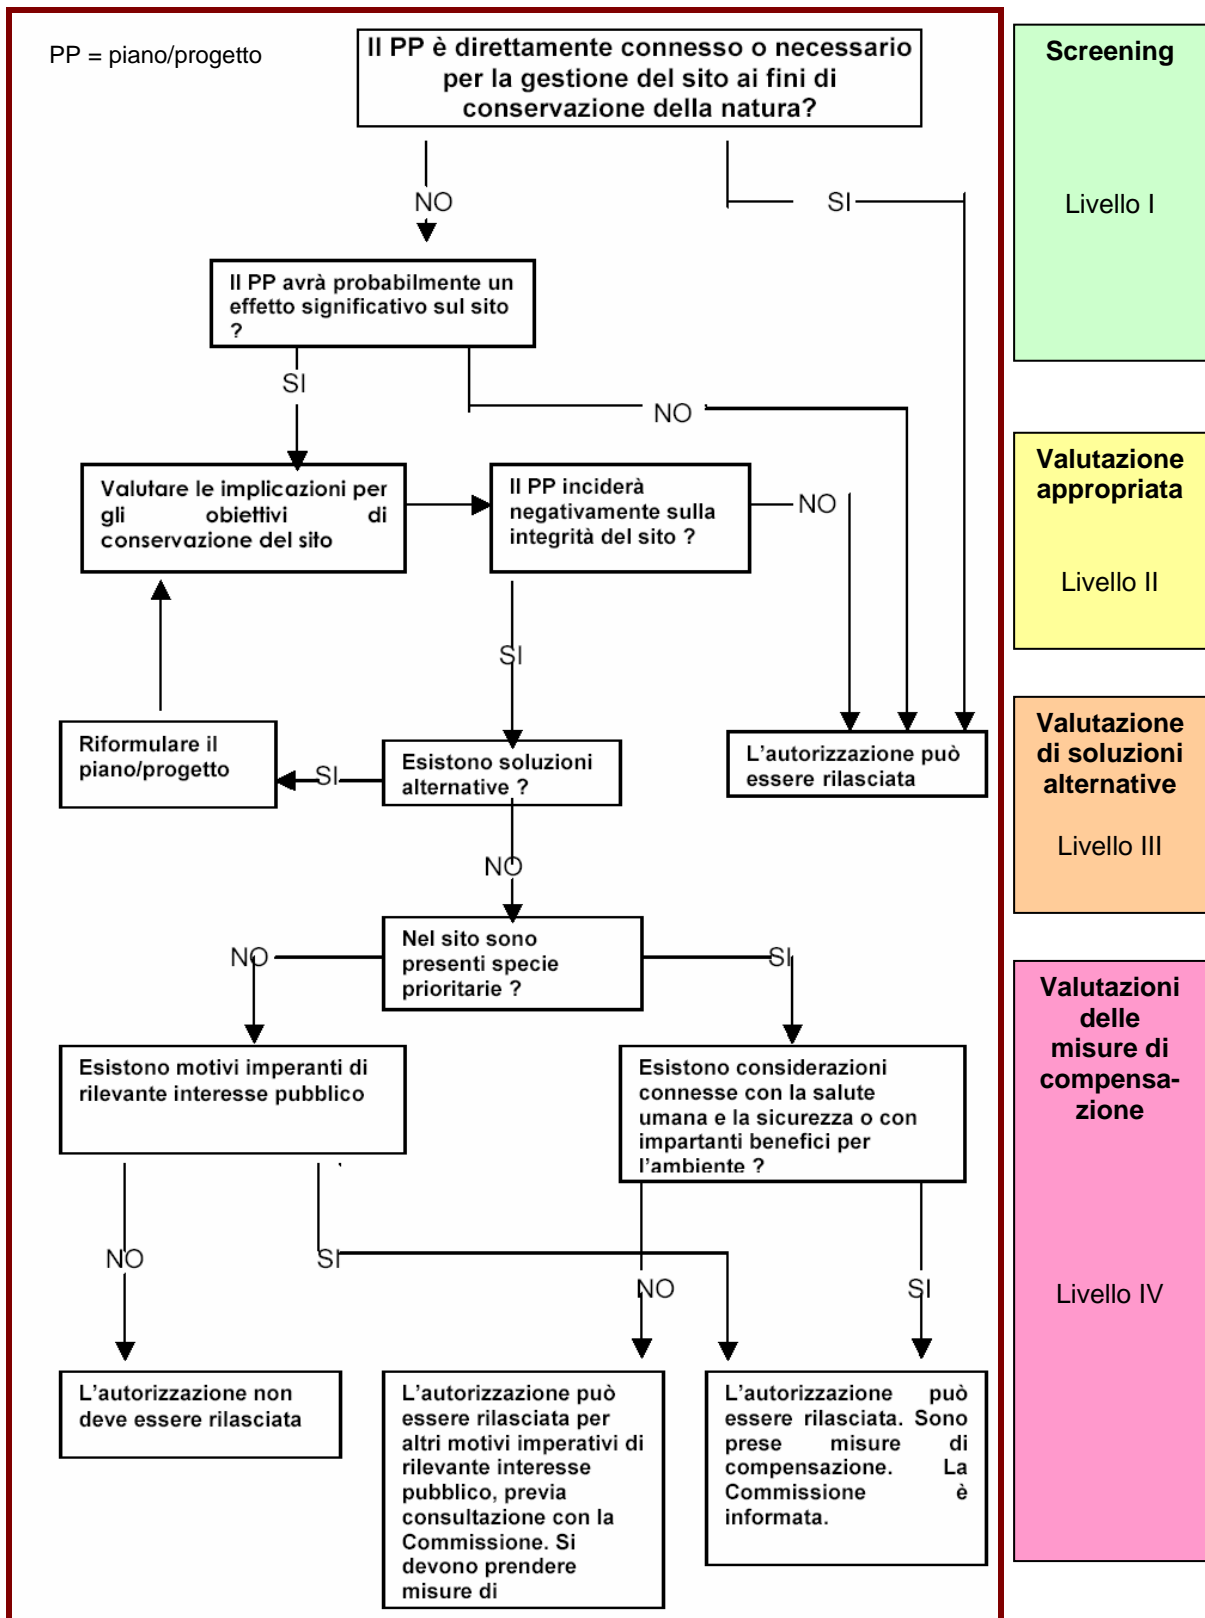 PP = piano/progetto
Il PP è direttamente connesso o necessario
per la gestione del sito ai fini di
conservazione della natura?
Screening
Livello I
NO
SI
Il PP avrà probabilmente un
effetto significativo sul sito
?
SI
NO
Valutazione
appropriata
Livello II
Valutare le implicazioni per
gli obiettivi di
conservazione del sito
Il PP inciderà
negativamente sulla
integrità del sito ?
NO
SI
Valutazione
di soluzioni
alternative
Livello III
Riformulare il
piano/progetto
SI
Esistono soluzioni
alternative ?
L'autorizzazione può
essere rilasciata
NO
Nel sito sono
presenti specie
prioritarie ?
NO
SI
Valutazioni
delle
misure di
compensa-
zione
Livello IV
Esistono motivi imperanti di
rilevante interesse pubblico
Esistono considerazioni
connesse con la salute
umana e la sicurezza o con
impartanti benefici per
l'ambiente ?
NO
SI
NO
SI
L'autorizzazione non
deve essere rilasciata
L'autorizzazione può
essere rilasciata per
altri motivi imperativi di
rilevante interesse
pubblico, previa
consultazione con la
Commissione. Si
devono prendere
misure di
L'autorizzazione può
essere rilasciata. Sono
prese misure di
compensazione. La
Commissione è
informata.